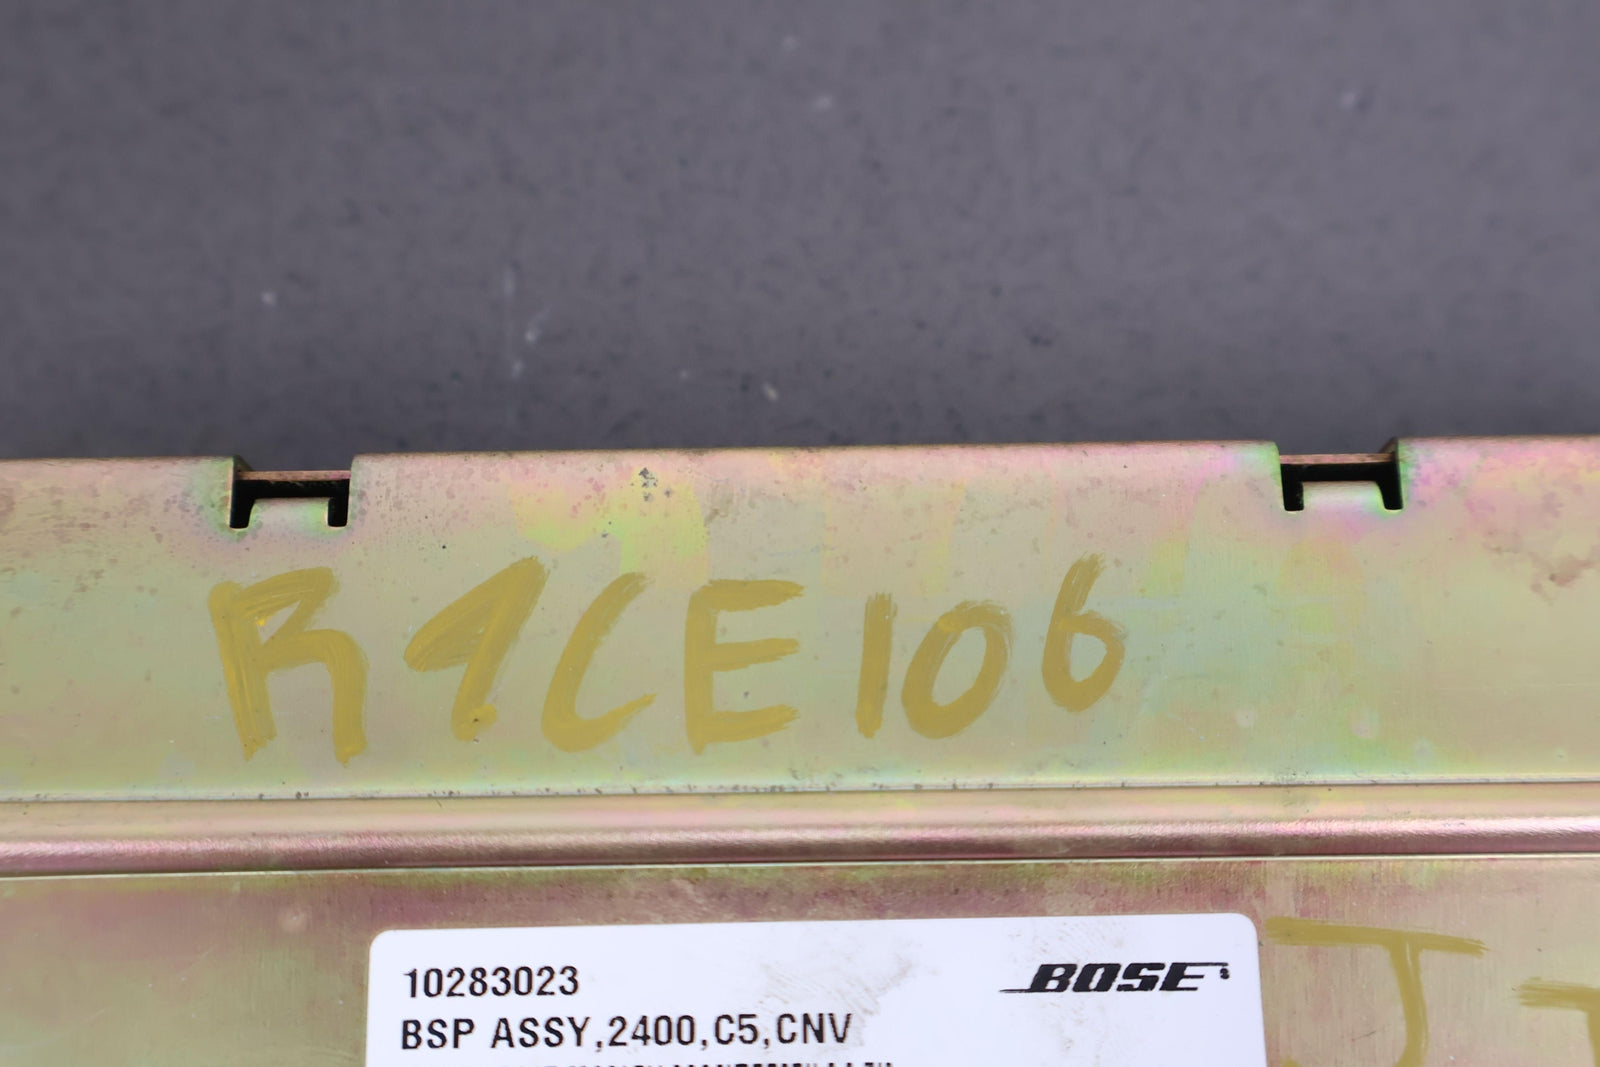 R9CE106
10283023
BOSE
BSP ASSY,2400,C5,CNV
J